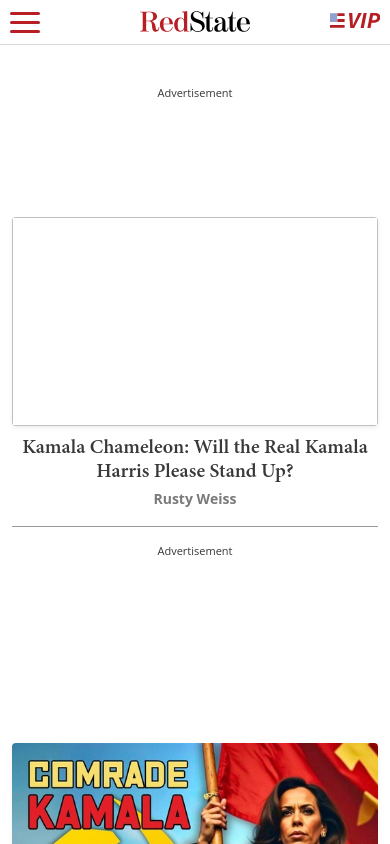 RedState
VIP
Advertisement
Kamala Chameleon: Will the Real Kamala
Harris Please Stand Up?
Rusty Weiss
Advertisement
COMRADE
KAMALA